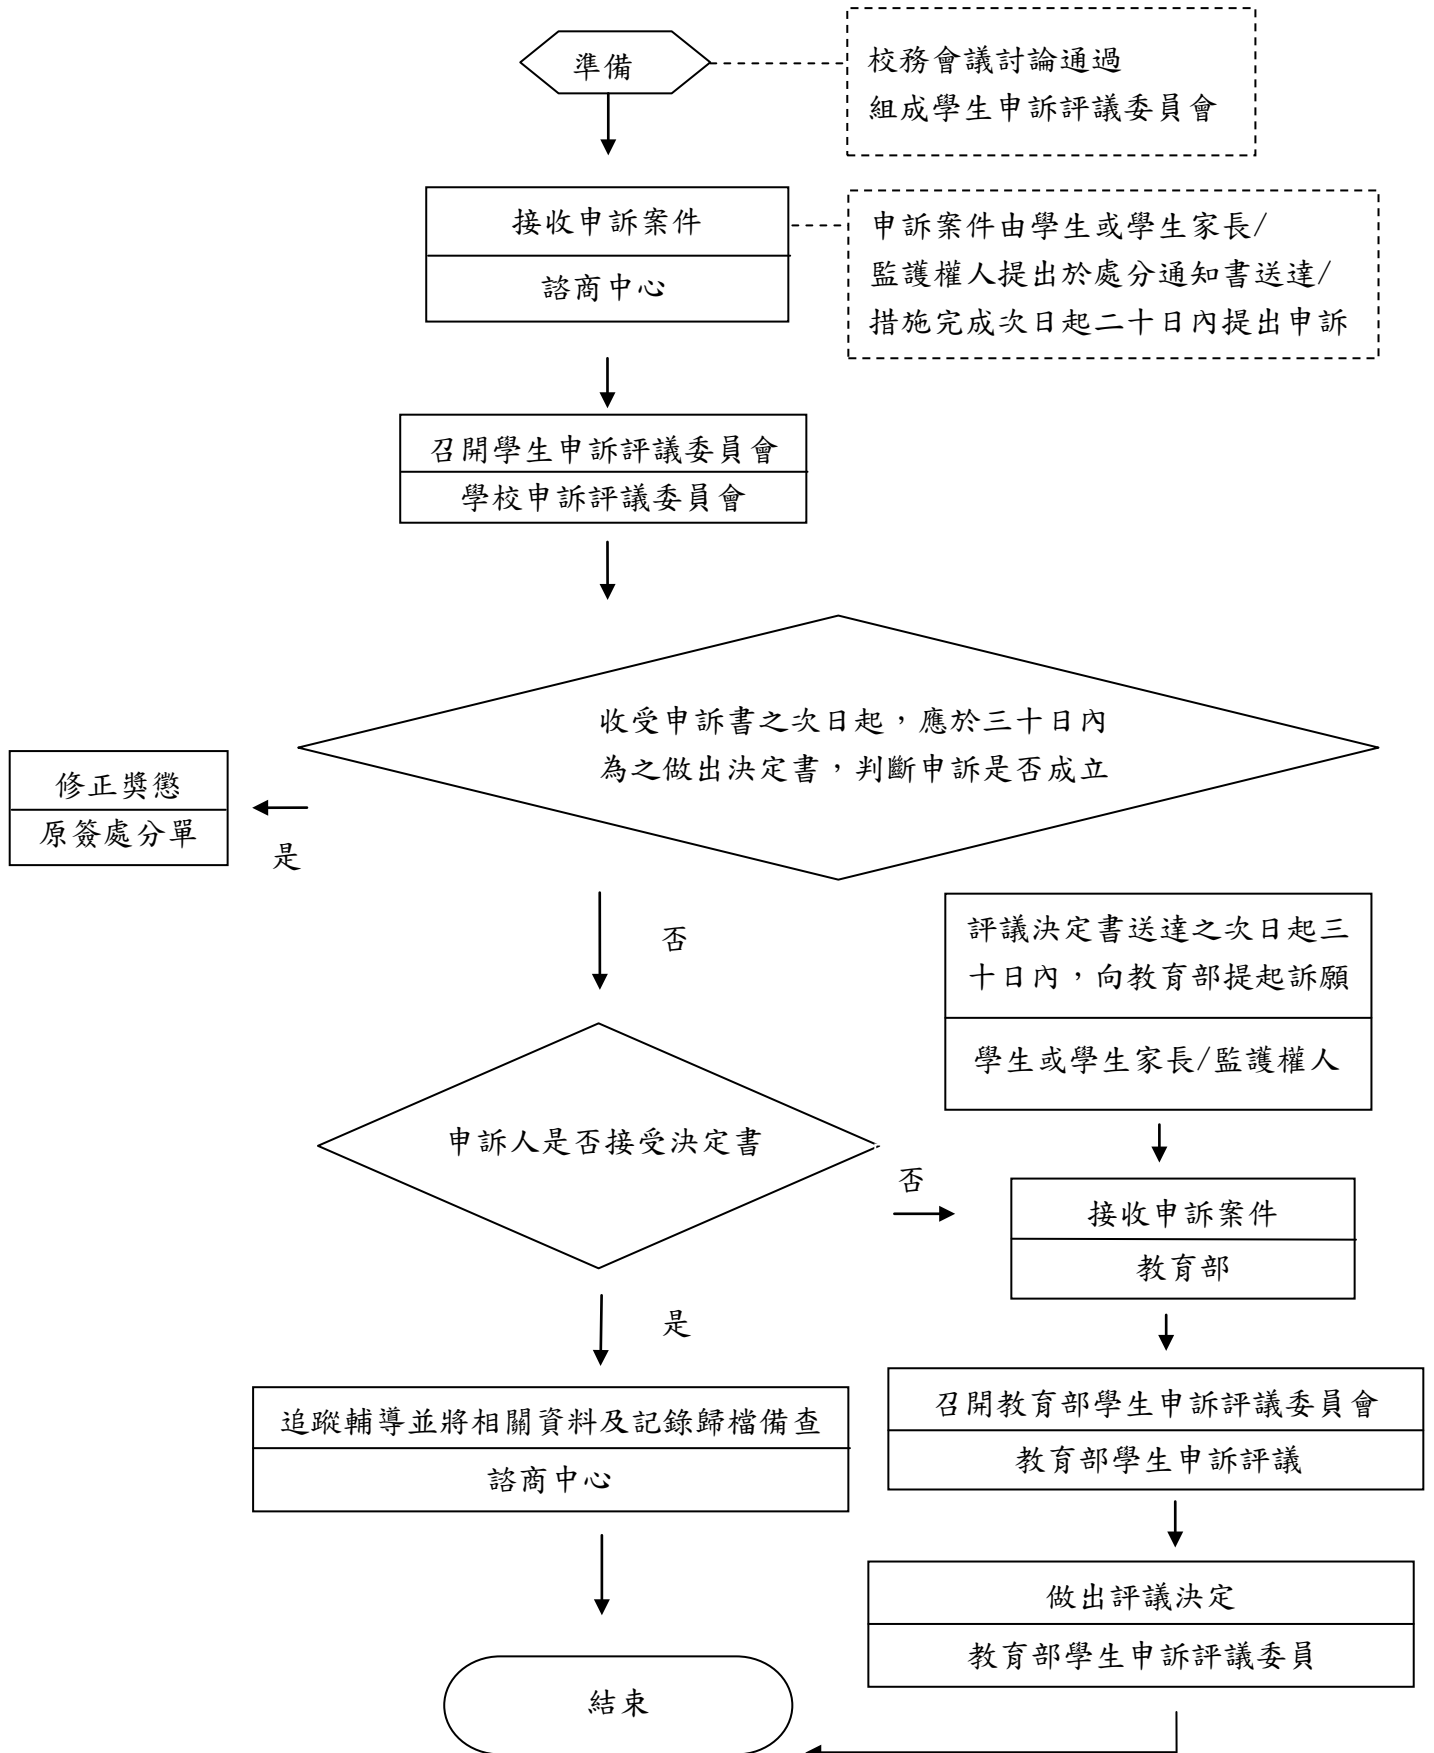 準備
校務會議討論通過
組成學生申訴評議委員會
接收申訴案件
諮商中心
申訴案件由學生或學生家長/
監護權人提出於處分通知書送達/
措施完成次日起二十日內提出申訴
召開學生申訴評議委員會
學校申訴評議委員會
收受申訴書之次日起，應於三十日內
為之做出決定書，判斷申訴是否成立
修正獎懲
原簽處分單
是
否
評議決定書送達之次日起三
十日內，向教育部提起訴願
學生或學生家長/監護權人
申訴人是否接受決定書
否
接收申訴案件
教育部
是
召開教育部學生申訴評議委員會
教育部學生申訴評議
追蹤輔導並將相關資料及記錄歸檔備查
諮商中心
做出評議決定
教育部學生申訴評議委員
結束